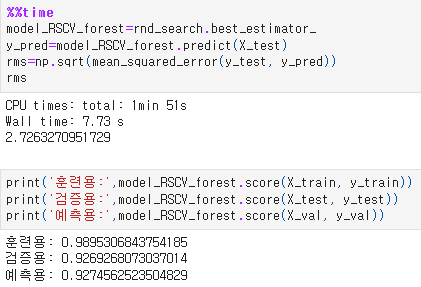 %%time
model_RSCV_forest=rnd_search.best_estimator_
y_pred=model_RSCV_forest.predict(X_test)
rms=np.sqrt(mean_squared_error(y_test, y_pred))
rms
CPU times: total: 1min 51s
Wall time: 7.73 s
2.7263270951729
print('훈련용:',model_RSCV_forest.score(X_train, y_train))
print('검증용:',model_RSCV_forest.score(X_test, y_test))
print('예측용:',model_RSCV_forest.score(X_val, y_val))
훈련용: 0.9895306843754185
검증용: 0.9269268073037014
예측용: 0.9274562523504829